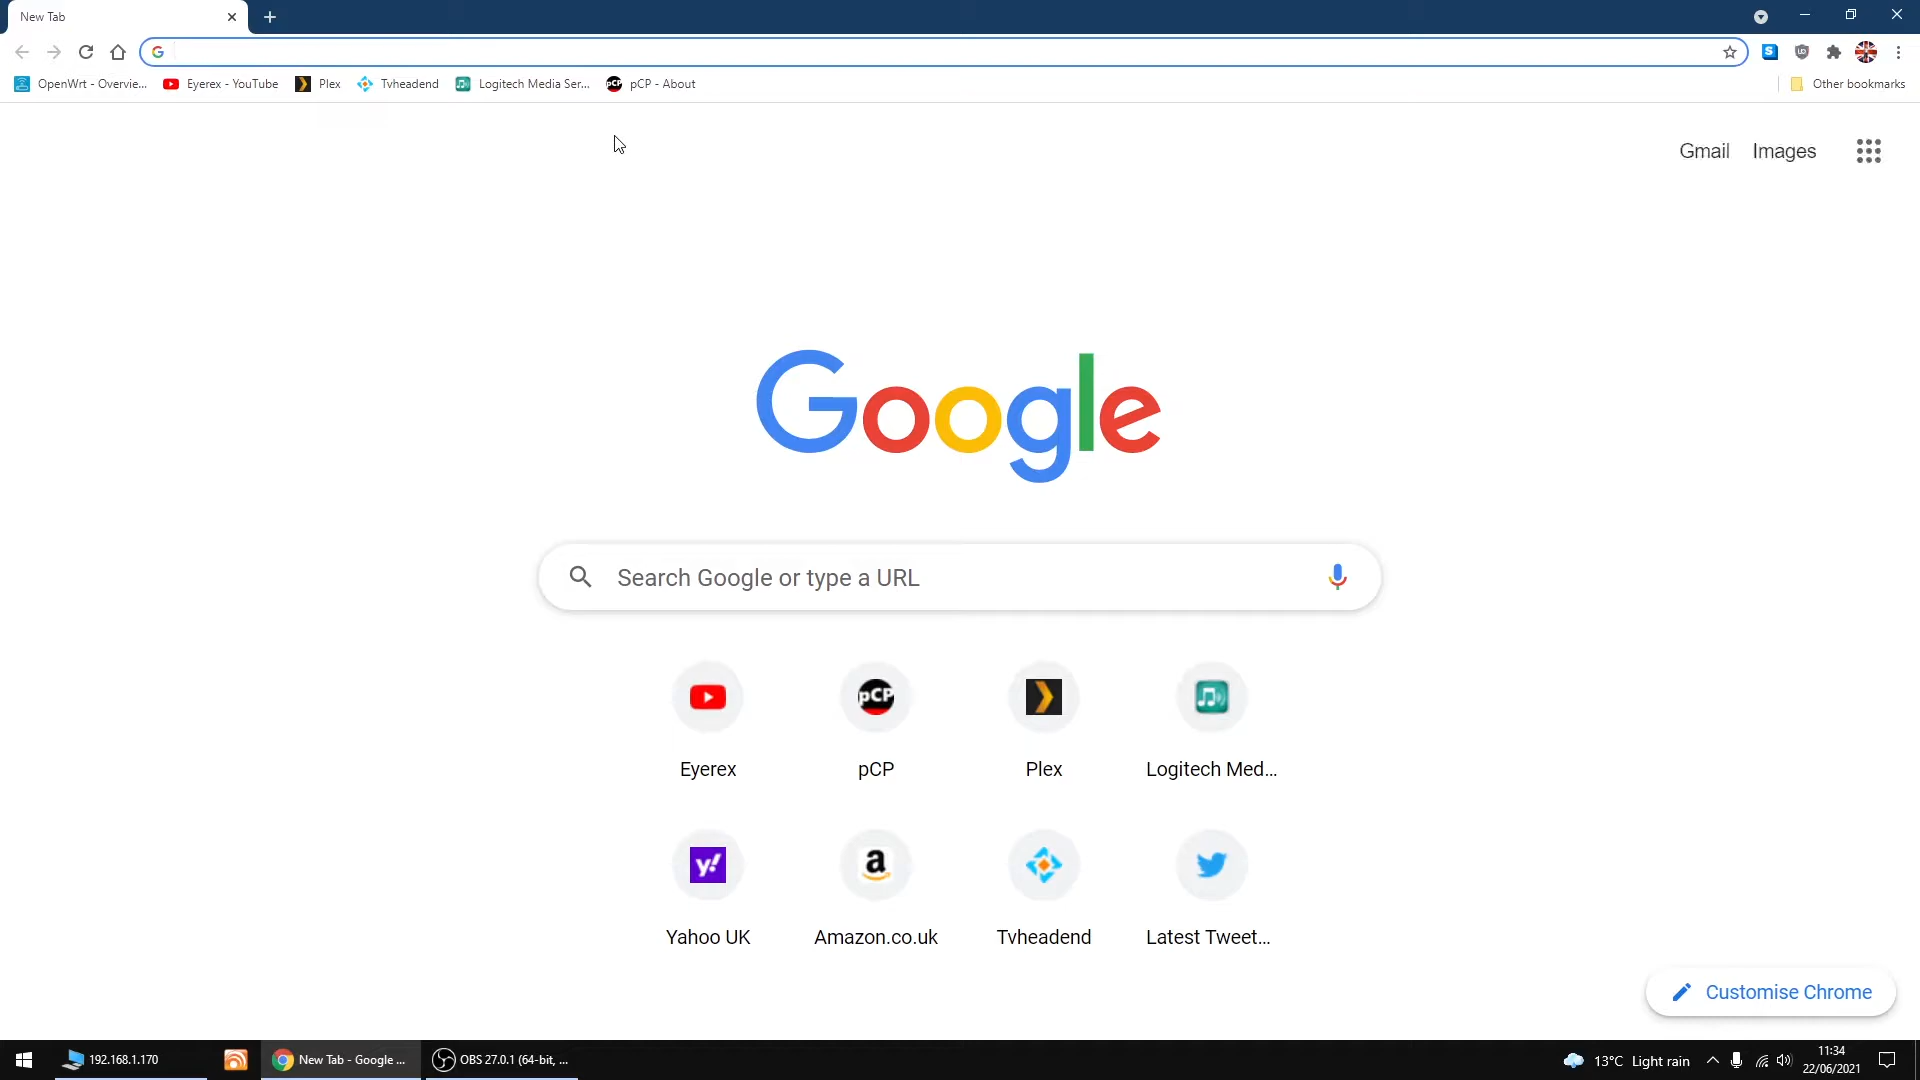 New Tab
OpenWrt - Overvie...
Eyerex - YouTube
Plex
Tvheadend
Logitech Media Ser...
pCP
pCP - About
Other bookmarks
Gmail
Images
Google
Search Google or type a URL
pCP
Eyerex
pCP
Plex
Logitech Med...
y!
a
Yahoo UK
Amazon.co.uk
Tvheadend
Latest Tweet...
Customise Chrome
192.168.1.170
New Tab - Google ...
OBS 27.0.1 (64-bit, ...
13°C Light rain
11:34
22/06/2021